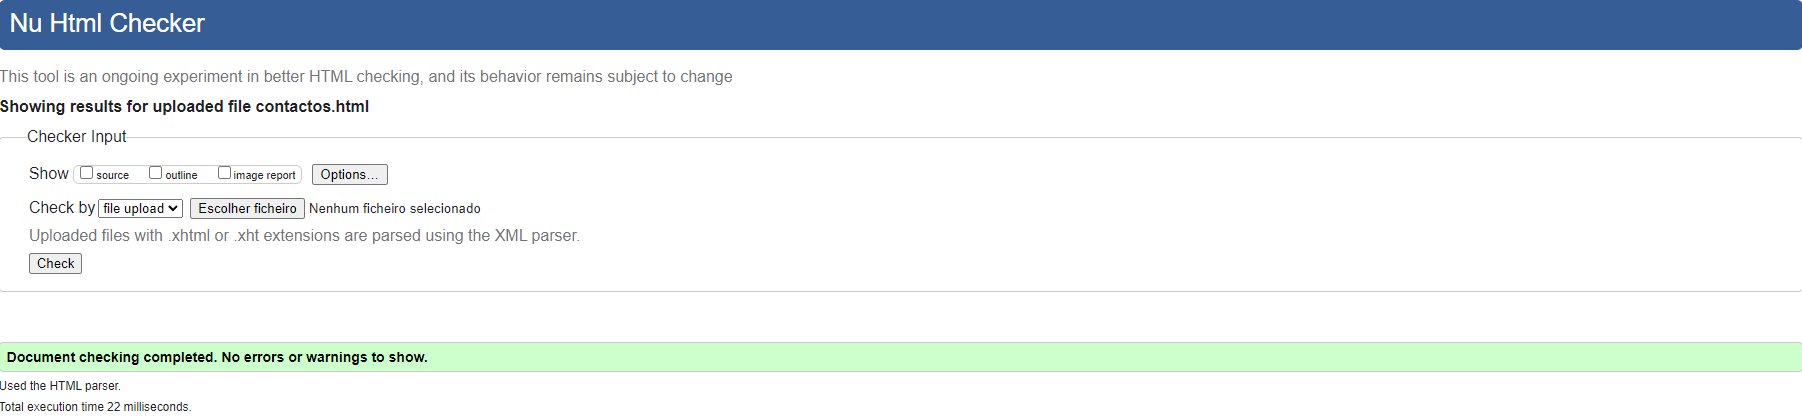 Nu Html Checker
This tool is an ongoing experiment in better HTML checking, and its behavior remains subject to change
Showing results for uploaded file contactos.html
Checker Input
Show source outline image report Options...
Check by file upload Escolher ficheiro Nenhum ficheiro selecionado
Uploaded files with .xhtml or .xht extensions are parsed using the XML parser.
Check
Document checking completed. No errors or warnings to show.
Used the HTML parser.
Total execution time 22 milliseconds.